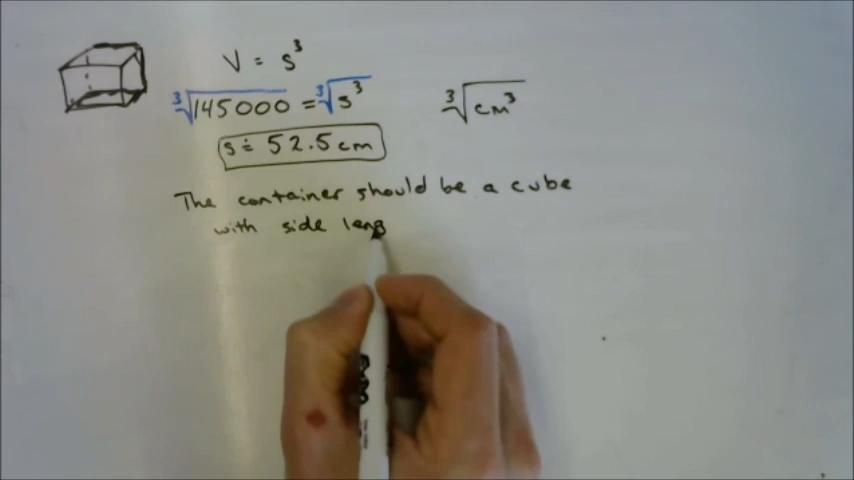 V = s³
∛145000 = ∛s³
∛cm³
s ≐ 52.5 cm
The container should be a cube
with side leng